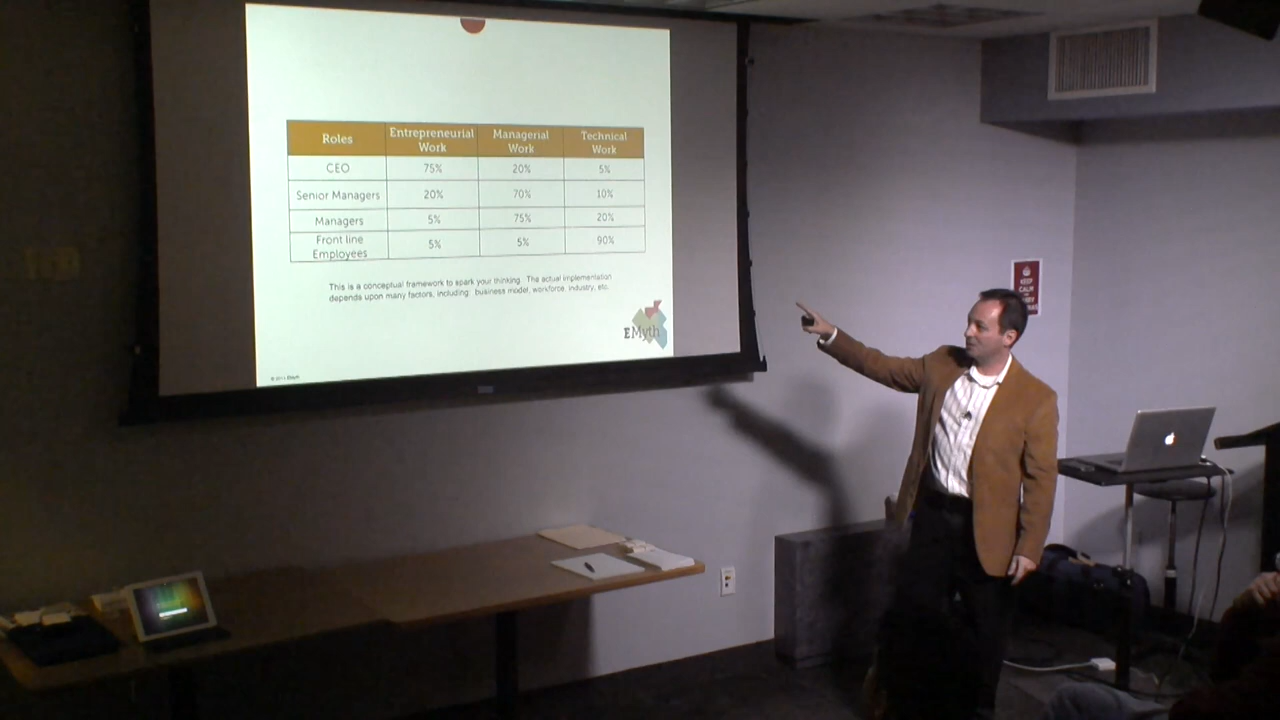 Roles Entrepreneurial Work Managerial Work Technical Work
CEO 75% 20% 5%
Senior Managers 20% 70% 10%
Managers 5% 75% 20%
Front line Employees 5% 5% 90%
This is a conceptual framework to spark your thinking. The actual implementation
depends upon many factors, including: business model, workforce, industry, etc.
EMyth
KEEP
CALM